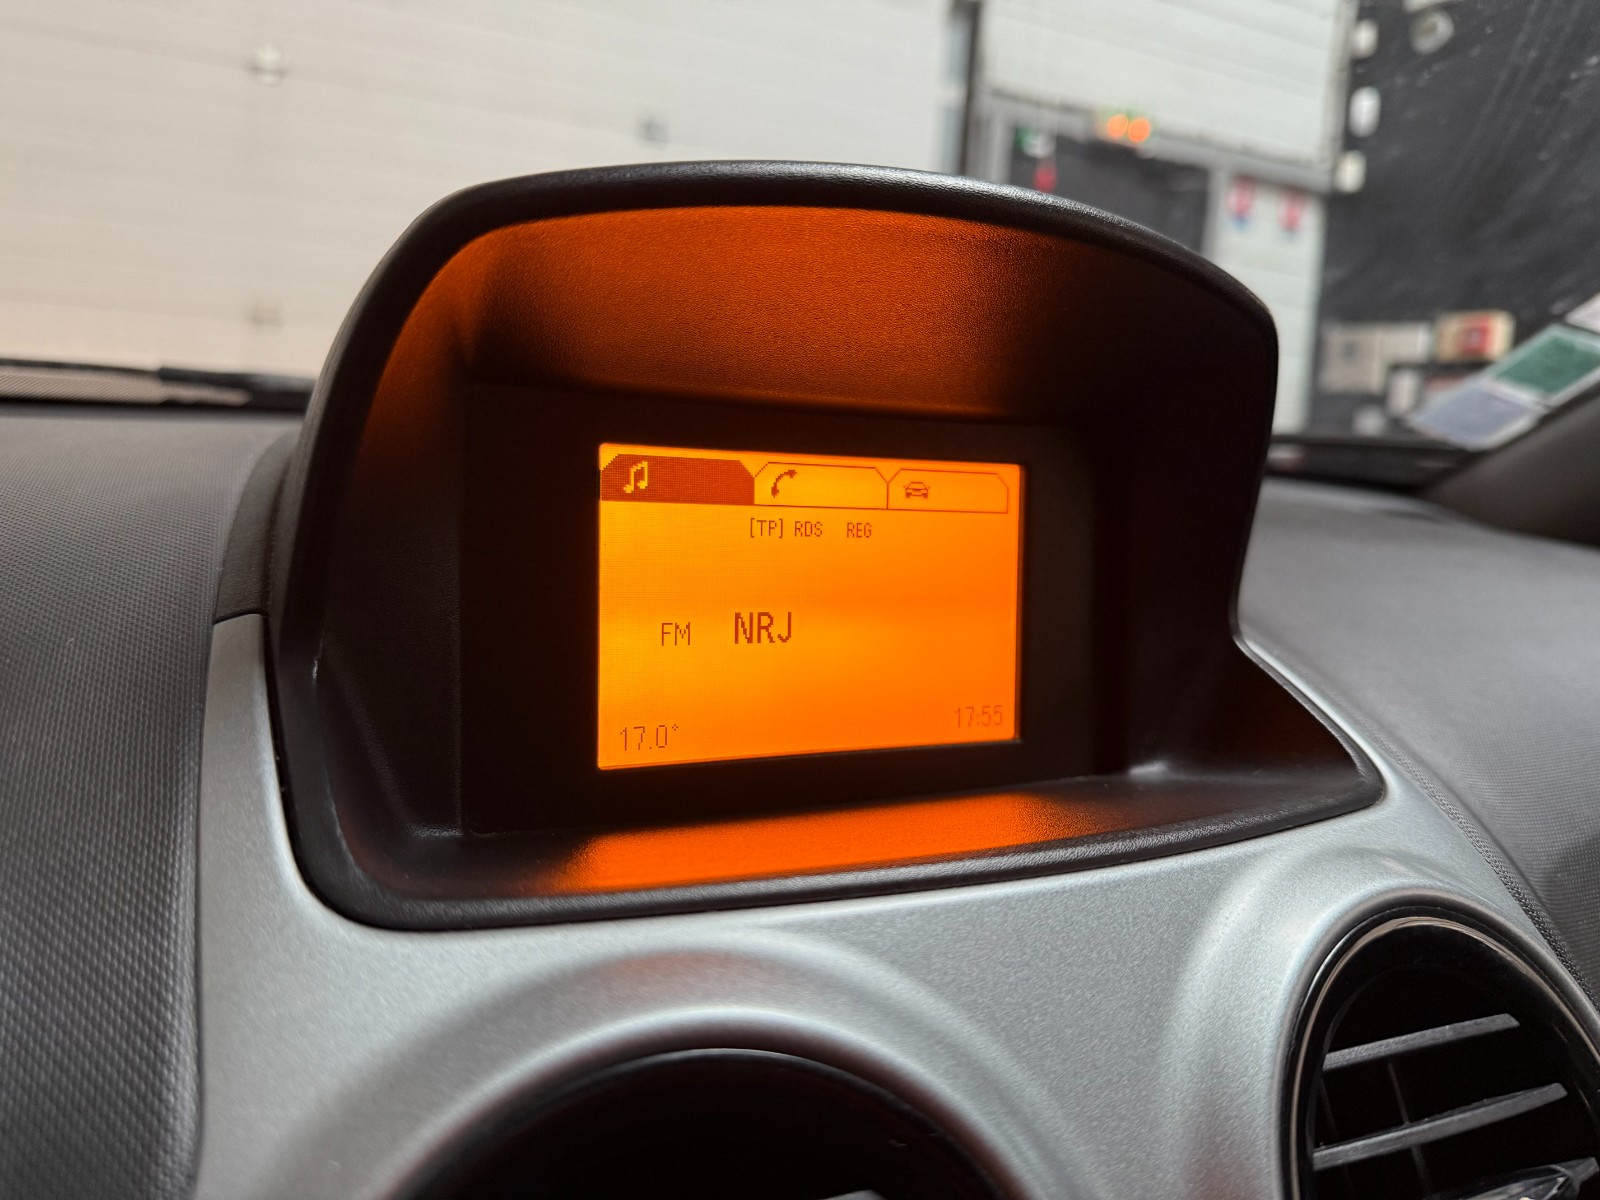 [TP] RDS REG
FM NRJ
17.0°
17:55